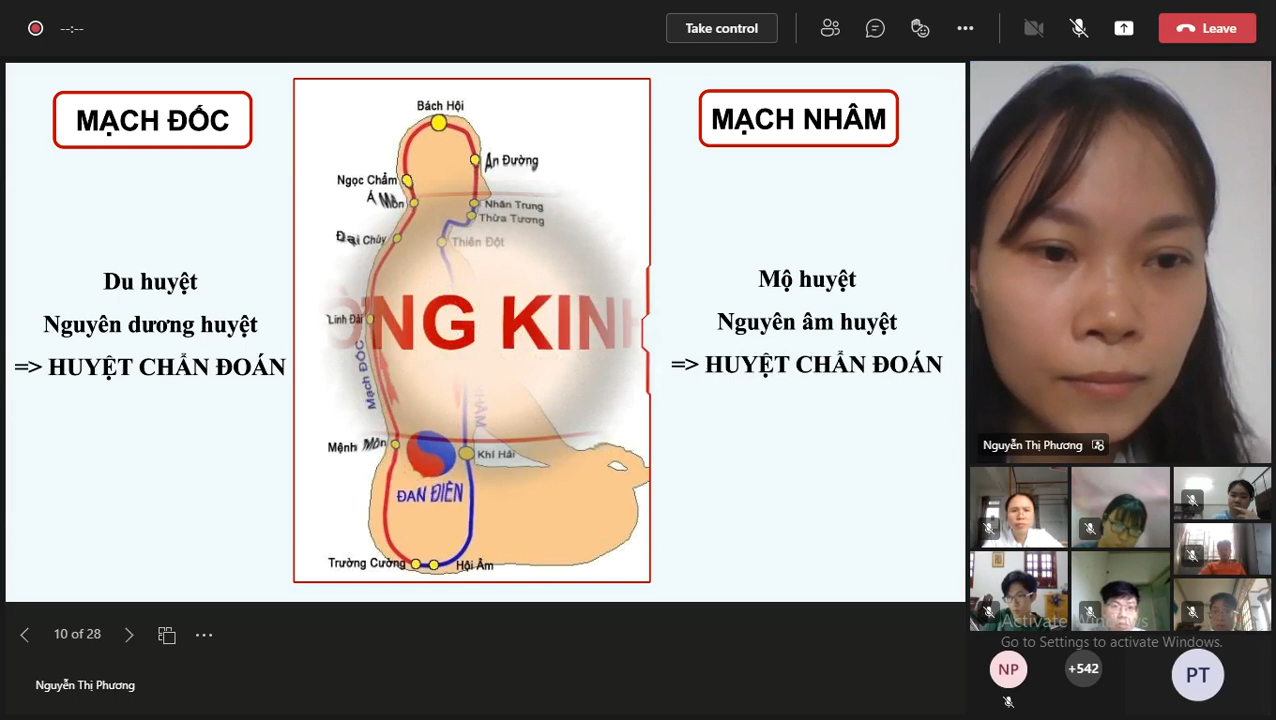 --:--
Take control
Leave
MẠCH ĐỐC
Du huyệt
Nguyên dương huyệt
=> HUYỆT CHẨN ĐOÁN
Bách Hội
Ấn Đường
Ngọc Chẩm
Á Môn
Nhân Trung
Thừa Tương
Đại Chùy
Thiên Đột
NG KIN
Linh Đài
Mạch ĐỐC
Mệnh Môn
Khí Hải
ĐAN ĐIỀN
Trường Cường
Hội Âm
MẠCH NHÂM
Mộ huyệt
Nguyên âm huyệt
=> HUYỆT CHẨN ĐOÁN
Nguyễn Thị Phương
Activate Windows
Go to Settings to activate Windows.
NP
+542
PT
10 of 28
Nguyễn Thị Phương